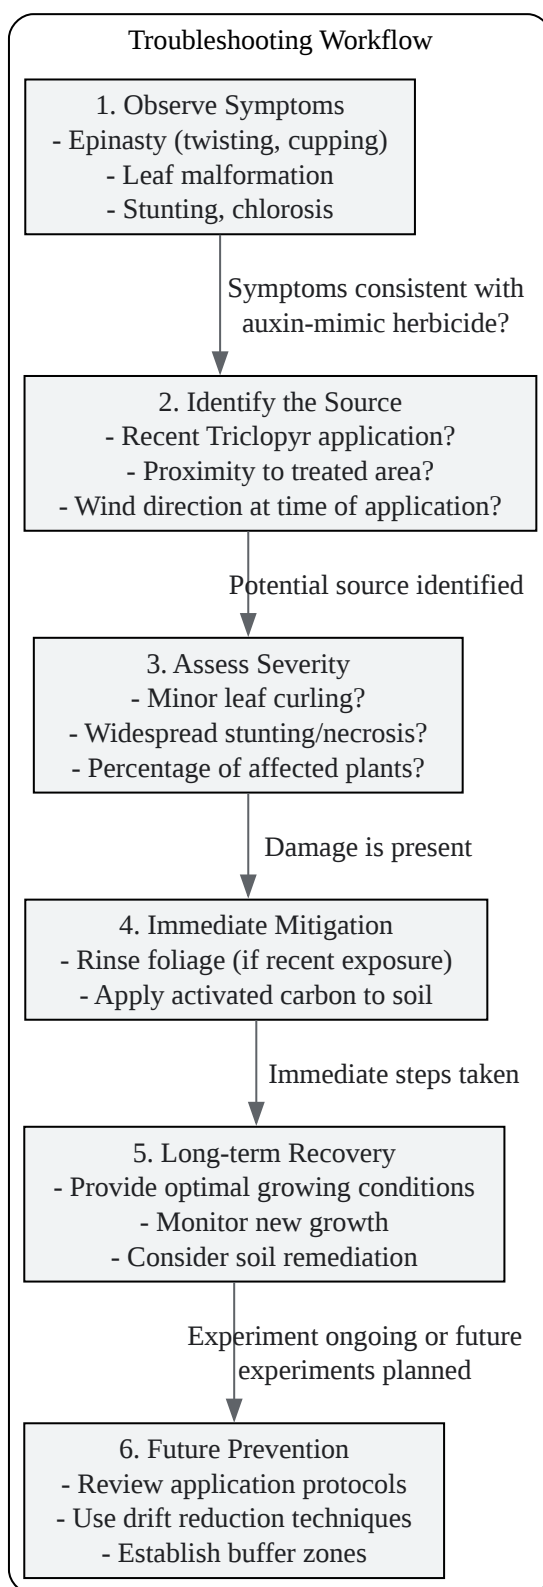 Troubleshooting Workflow
1. Observe Symptoms
- Epinasty (twisting, cupping)
- Leaf malformation
- Stunting, chlorosis
Symptoms consistent with
auxin-mimic herbicide?
2. Identify the Source
- Recent Triclopyr application?
- Proximity to treated area?
- Wind direction at time of application?
Potential source identified
3. Assess Severity
- Minor leaf curling?
- Widespread stunting/necrosis?
- Percentage of affected plants?
Damage is present
4. Immediate Mitigation
- Rinse foliage (if recent exposure)
- Apply activated carbon to soil
Immediate steps taken
5. Long-term Recovery
- Provide optimal growing conditions
- Monitor new growth
- Consider soil remediation
Experiment ongoing or future
experiments planned
6. Future Prevention
- Review application protocols
- Use drift reduction techniques
- Establish buffer zones